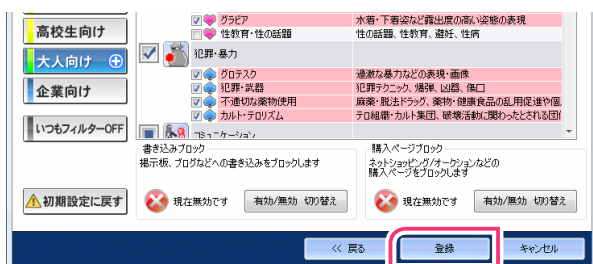 高校生向け
大人向け
企業向け
いつもフィルターOFF
初期設定に戻す
グラビア 水着・下着姿など露出度の高い姿態の表現
性教育・性の話題 性の話題、性教育、避妊、性病
犯罪・暴力
グロテスク 過激な暴力などの表現・画像
犯罪・武器 犯罪テクニック、爆弾、凶器、傷口
不適切な薬物使用 麻薬・脱法ドラッグ、薬物・健康食品の乱用促進や個
カルト・テロリズム テロ組織・カルト集団、破壊活動に関わったとされる団
コミュニケーション
書き込みブロック
掲示板、ブログなどへの書き込みをブロックします
現在無効です 有効/無効 切り替え
購入ページブロック
ネットショッピング/オークションなどの
購入ページをブロックします
現在無効です 有効/無効 切り替え
<< 戻る 登録 キャンセル